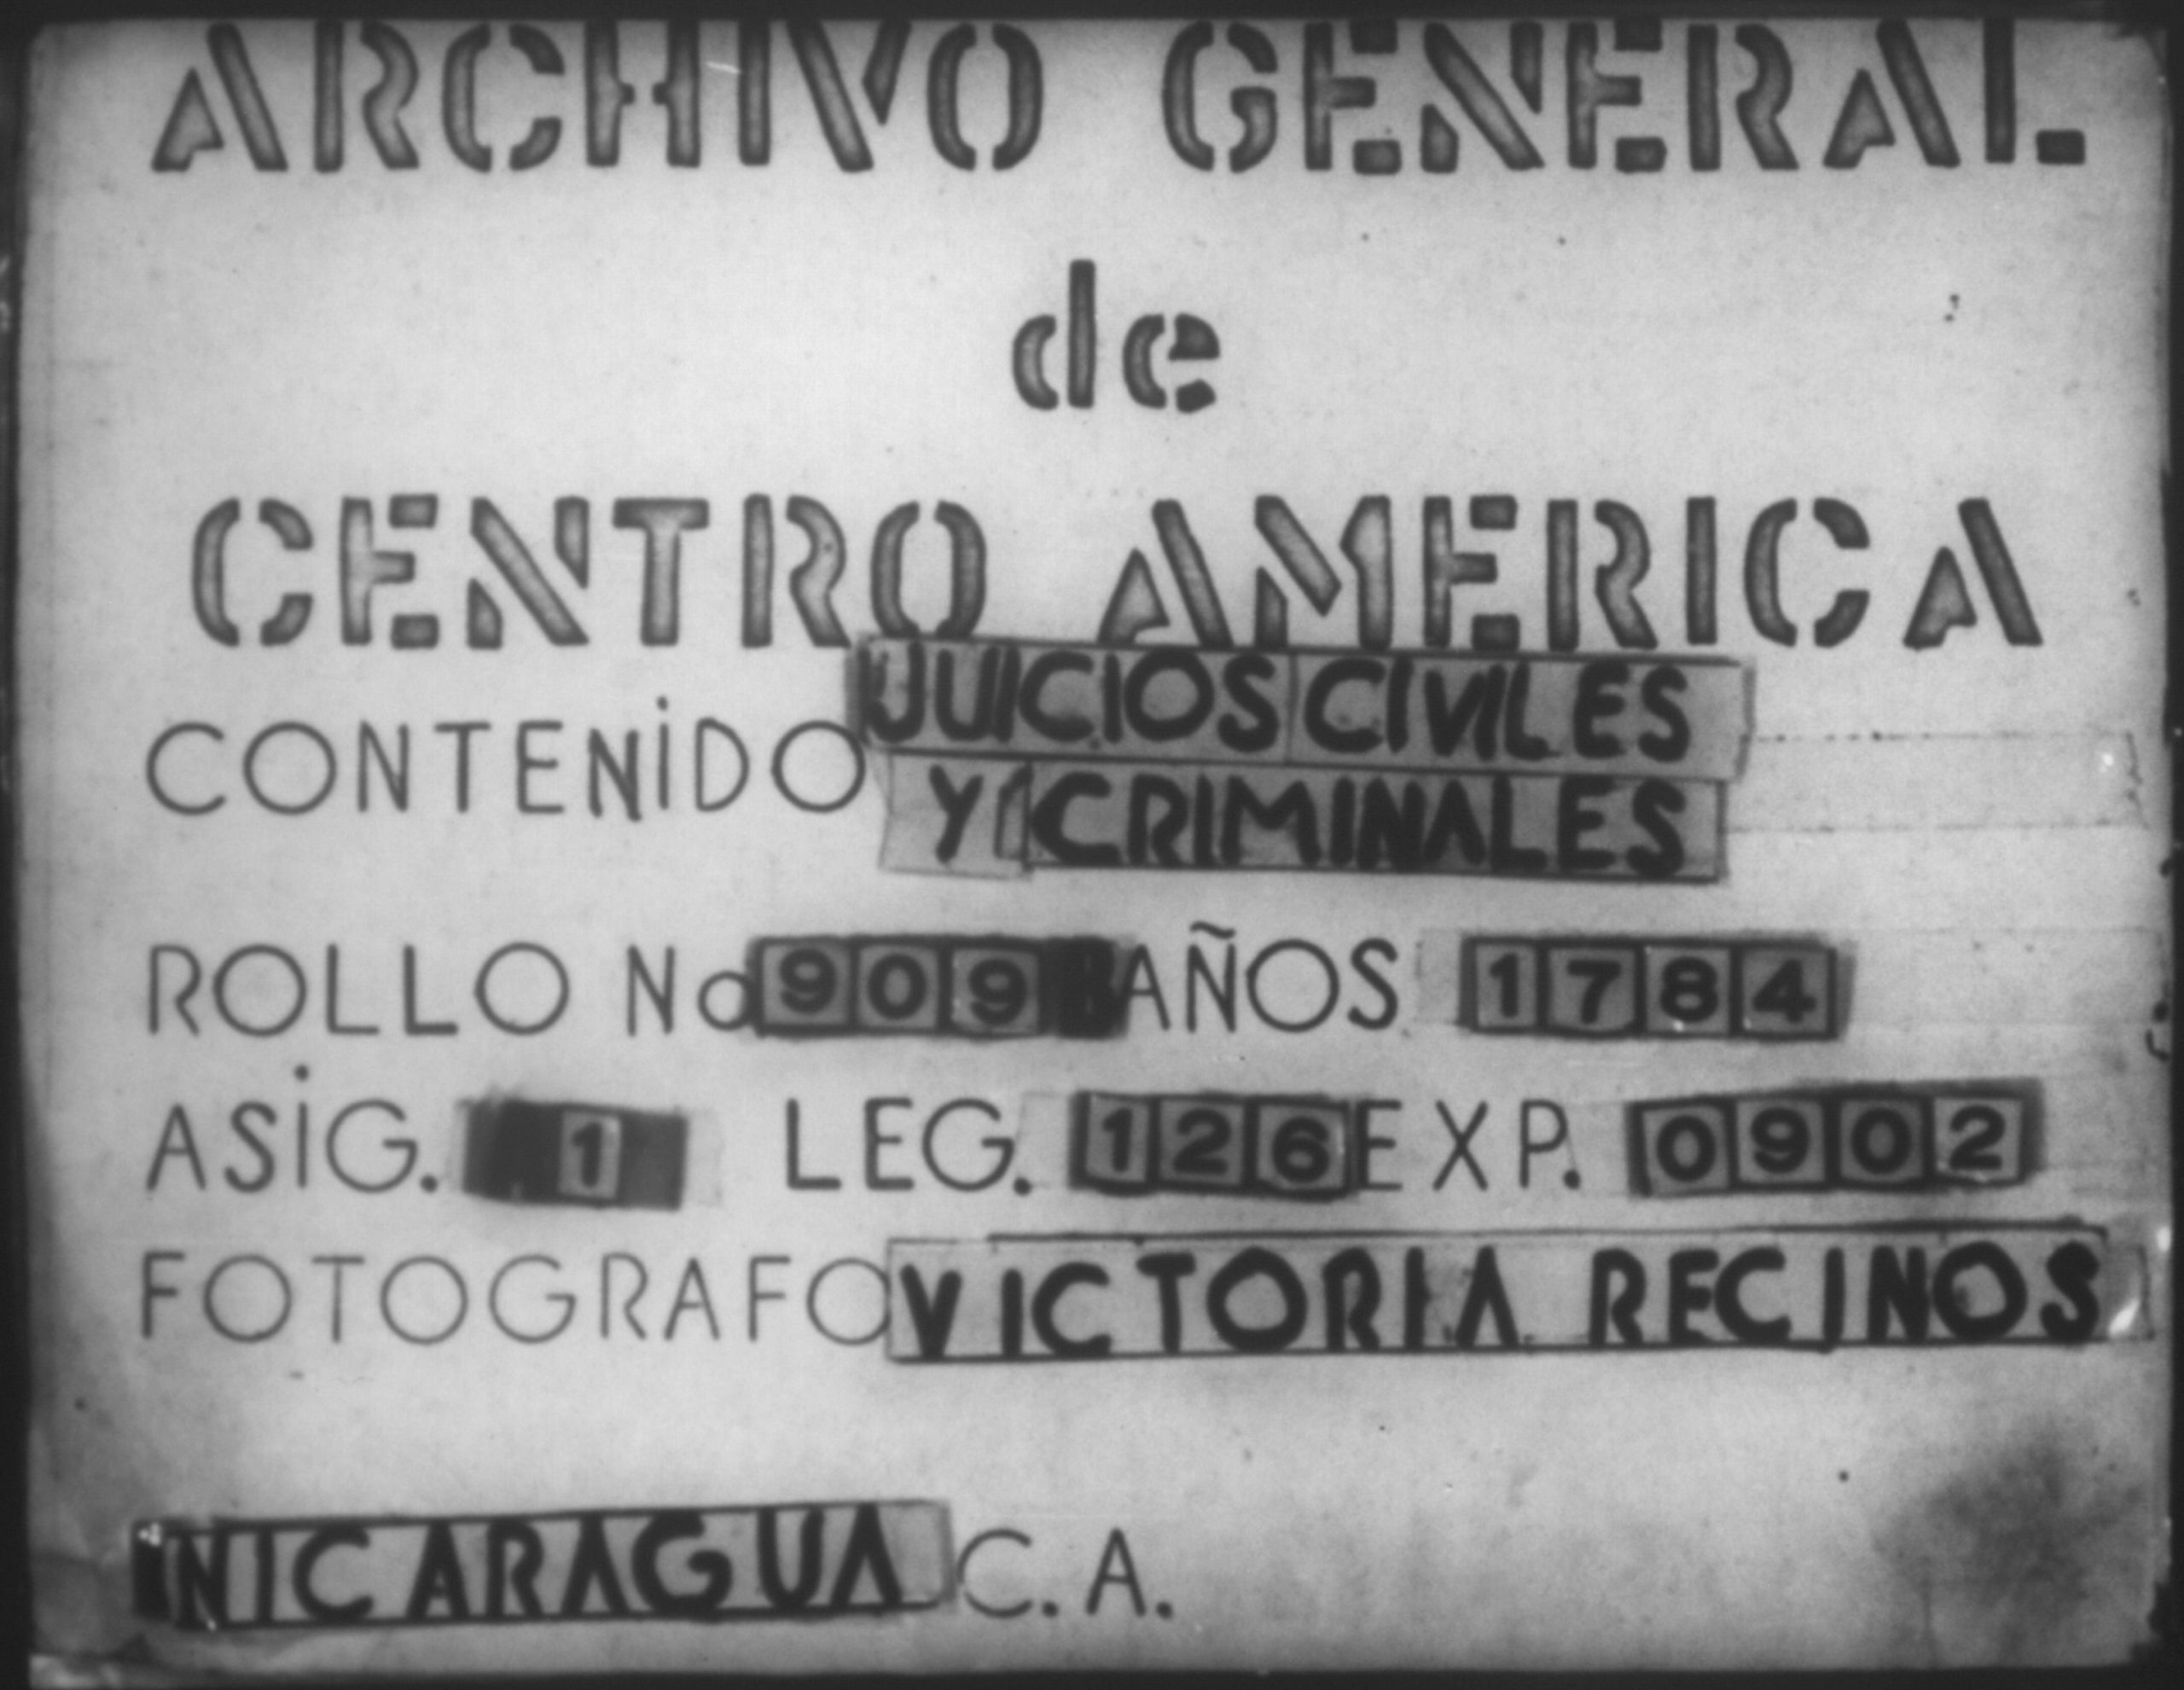 ARCHIVO GENERAL
de
CENTRO AMERICA
CONTENIDO JUICIOS CIVILES
Y CRIMINALES
ROLLO No 909 AÑOS 1784
ASIG. 1 LEG. 126 EXP. 0902
FOTOGRAFO VICTORIA RECINOS
NICARAGUA C.A.